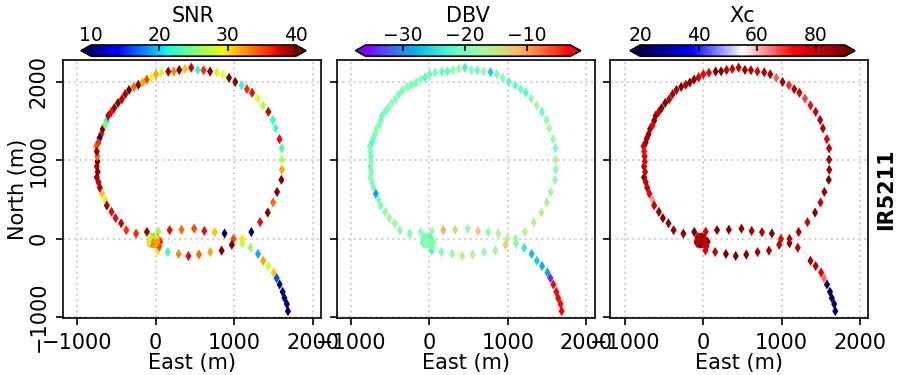 SNR DBV Xc
10 20 30 40 −30 −20 −10 20 40 60 80
North (m)
2000
1000
0
−1000
IR5211
−1000 0 1000 2000 −1000 0 1000 2000 −1000 0 1000 2000
East (m) East (m) East (m)